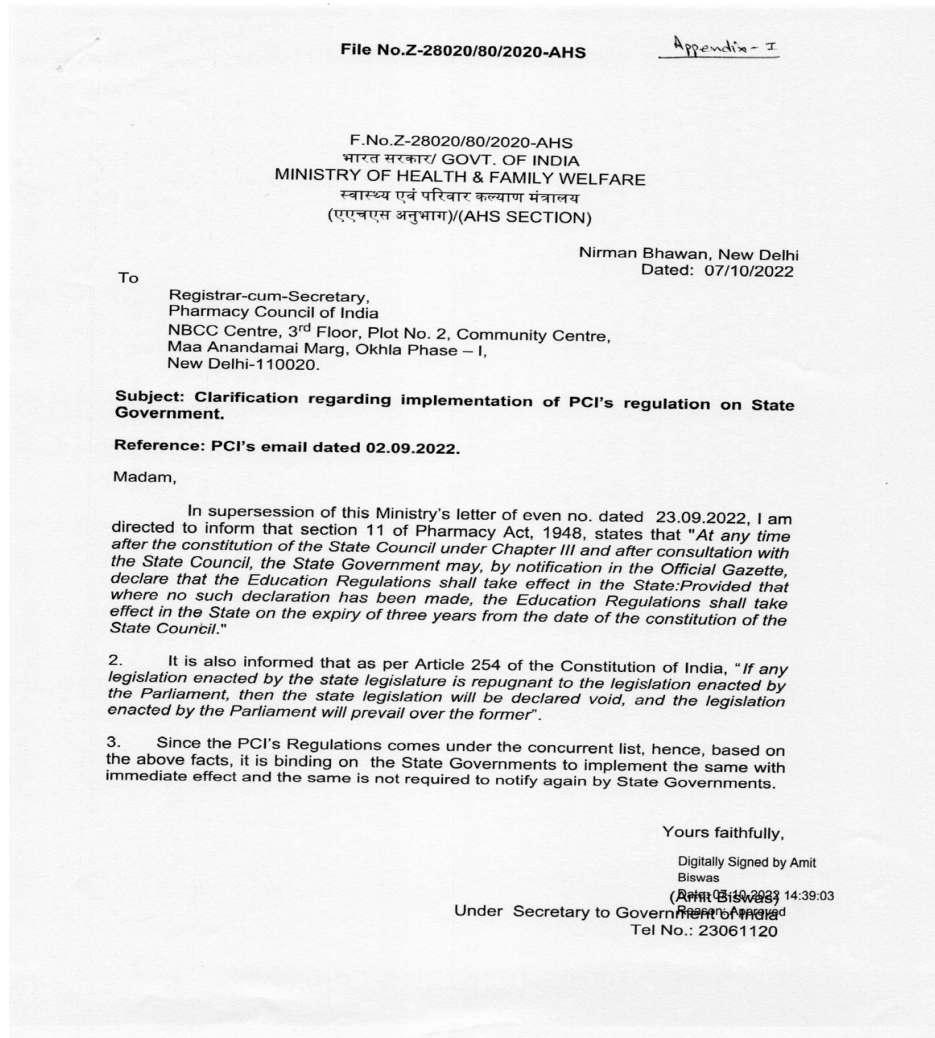 File No.Z-28020/80/2020-AHS
Appendix - I
F.No.Z-28020/80/2020-AHS
भारत सरकार/ GOVT. OF INDIA
MINISTRY OF HEALTH & FAMILY WELFARE
स्वास्थ्य एवं परिवार कल्याण मंत्रालय
(एएचएस अनुभाग)/(AHS SECTION)
Nirman Bhawan, New Delhi
Dated: 07/10/2022
To
Registrar-cum-Secretary,
Pharmacy Council of India
NBCC Centre, 3rd Floor, Plot No. 2, Community Centre,
Maa Anandamai Marg, Okhla Phase – I,
New Delhi-110020.
Subject: Clarification regarding implementation of PCI's regulation on State
Government.
Reference: PCI's email dated 02.09.2022.
Madam,
In supersession of this Ministry's letter of even no. dated 23.09.2022, I am
directed to inform that section 11 of Pharmacy Act, 1948, states that "At any time
after the constitution of the State Council under Chapter III and after consultation with
the State Council, the State Government may, by notification in the Official Gazette,
declare that the Education Regulations shall take effect in the State:Provided that
where no such declaration has been made, the Education Regulations shall take
effect in the State on the expiry of three years from the date of the constitution of the
State Council."
2. It is also informed that as per Article 254 of the Constitution of India, "If any
legislation enacted by the state legislature is repugnant to the legislation enacted by
the Parliament, then the state legislation will be declared void, and the legislation
enacted by the Parliament will prevail over the former".
3. Since the PCI's Regulations comes under the concurrent list, hence, based on
the above facts, it is binding on the State Governments to implement the same with
immediate effect and the same is not required to notify again by State Governments.
Yours faithfully,
Digitally Signed by Amit
Biswas
(Amit Biswas)
Date: 07-10-2022 14:39:03
Reason: Approved
Under Secretary to Government of India
Tel No.: 23061120